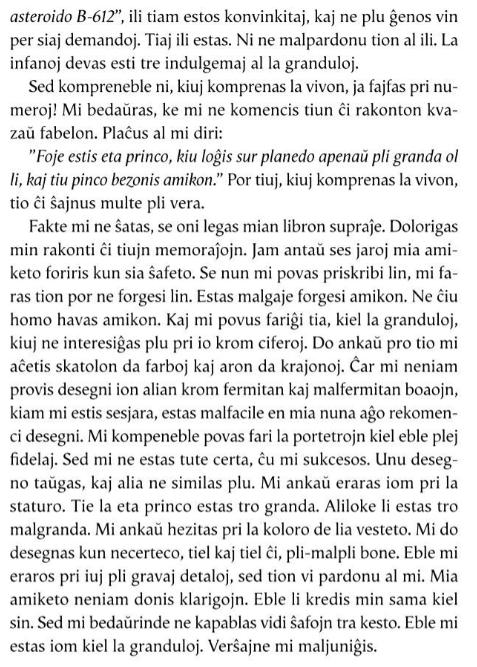 asteroido B-612”, ili tiam estos konvinkitaj, kaj ne plu ĝenos vin
per siaj demandoj. Tiaj ili estas. Ni ne malpardonu tion al ili. La
infanoj devas esti tre indulgemaj al la granduloj.
Sed kompreneble ni, kiuj komprenas la vivon, ja fajfas pri nu-
meroj! Mi bedaŭras, ke mi ne komencis tiun ĉi rakonton kva-
zaŭ fabelon. Plaĉus al mi diri:
”Foje estis eta princo, kiu loĝis sur planedo apenaŭ pli granda ol
li, kaj tiu pinco bezonis amikon.” Por tiuj, kiuj komprenas la vivon,
tio ĉi ŝajnus multe pli vera.
Fakte mi ne ŝatas, se oni legas mian libron supraĵe. Dolorigas
min rakonti ĉi tiujn memoraĵojn. Jam antaŭ ses jaroj mia ami-
keto foriris kun sia ŝafeto. Se nun mi povas priskribi lin, mi fa-
ras tion por ne forgesi lin. Estas malgaje forgesi amikon. Ne ĉiu
homo havas amikon. Kaj mi povus fariĝi tia, kiel la granduloj,
kiuj ne interesiĝas plu pri io krom ciferoj. Do ankaŭ pro tio mi
aĉetis skatolon da farboj kaj aron da krajonoj. Ĉar mi neniam
provis desegni ion alian krom fermitan kaj malfermitan boaojn,
kiam mi estis sesjara, estas malfacile en mia nuna aĝo rekomen-
ci desegni. Mi kompeneble povas fari la portetrojn kiel eble plej
fidelaj. Sed mi ne estas tute certa, ĉu mi sukcesos. Unu deseg-
no taŭgas, kaj alia ne similas plu. Mi ankaŭ eraras iom pri la
staturo. Tie la eta princo estas tro granda. Aliloke li estas tro
malgranda. Mi ankaŭ hezitas pri la koloro de lia vesteto. Mi do
desegnas kun necerteco, tiel kaj tiel ĉi, pli-malpli bone. Eble mi
eraros pri iuj pli gravaj detaloj, sed tion vi pardonu al mi. Mia
amiketo neniam donis klarigojn. Eble li kredis min sama kiel
sin. Sed mi bedaŭrinde ne kapablas vidi ŝafojn tra kesto. Eble mi
estas iom kiel la granduloj. Verŝajne mi maljuniĝis.